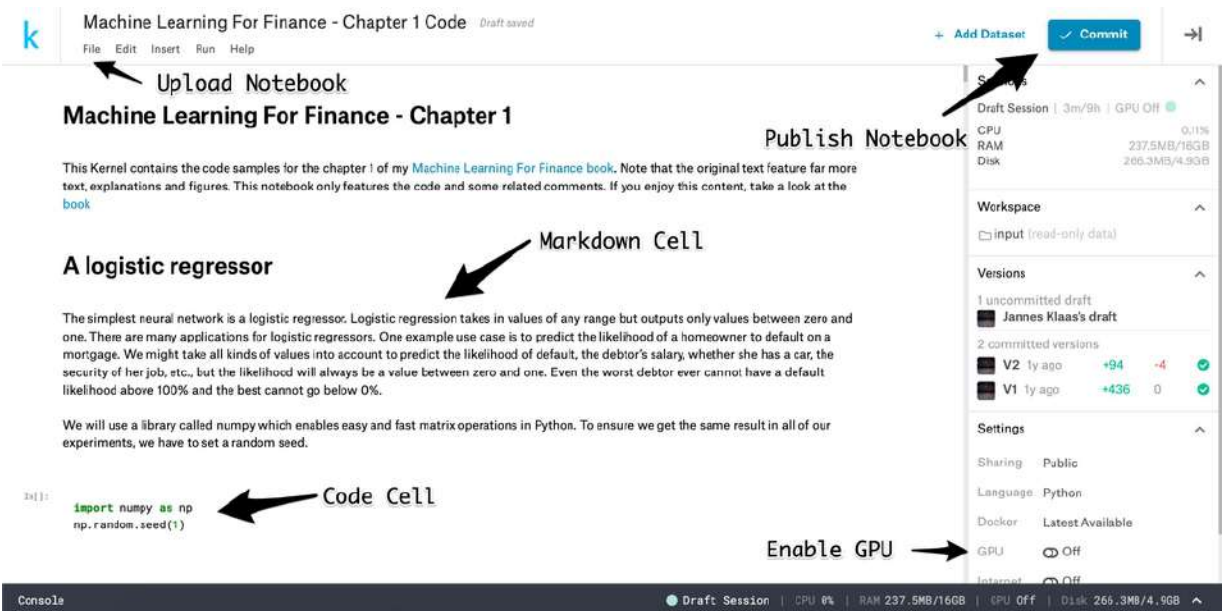 k
Machine Learning For Finance - Chapter 1 Code Draft saved
File Edit Insert Run Help
+ Add Dataset
✓ Commit
Upload Notebook
Publish Notebook
Machine Learning For Finance - Chapter 1
This Kernel contains the code samples for the chapter 1 of my Machine Learning For Finance book. Note that the original text feature far more
text, explanations and figures. This notebook only features the code and some related comments. If you enjoy this content, take a look at the
book
Markdown Cell
A logistic regressor
The simplest neural network is a logistic regressor. Logistic regression takes in values of any range but outputs only values between zero and
one. There are many applications for logistic regressors. One example use case is to predict the likelihood of a homeowner to default on a
mortgage. We might take all kinds of values into account to predict the likelihood of default, the debtor's salary, whether she has a car, the
security of her job, etc., but the likelihood will always be a value between zero and one. Even the worst debtor ever cannot have a default
likelihood above 100% and the best cannot go below 0%.
We will use a library called numpy which enables easy and fast matrix operations in Python. To ensure we get the same result in all of our
experiments, we have to set a random seed.
Code Cell
In[]:
import numpy as np
np.random.seed(1)
Draft Session | 3m/9h | GPU Off
CPU 0.11%
RAM 237.5MB/16GB
Disk 266.3MB/4.9GB
Workspace
input (read-only data)
Versions
1 uncommitted draft
Jannes Klaas's draft
2 committed versions
V2 1y ago +94 -4
V1 1y ago +436 0
Settings
Sharing Public
Language Python
Docker Latest Available
Enable GPU
GPU Off
Internet Off
Console
Draft Session | CPU 0% | RAM 237.5MB/16GB | GPU Off | Disk 266.3MB/4.9GB